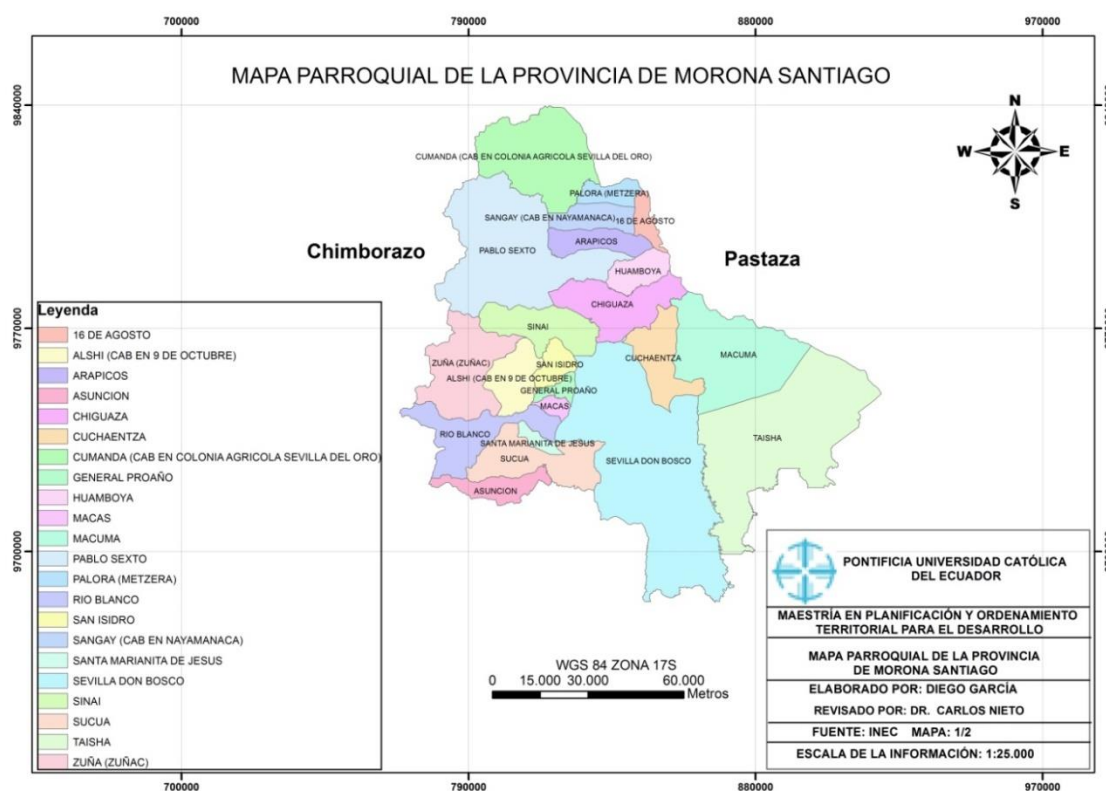 700000
790000
880000
970000
MAPA PARROQUIAL DE LA PROVINCIA DE MORONA SANTIAGO
9840000
N
W
E
S
CUMANDA (CAB EN COLONIA AGRICOLA SEVILLA DEL ORO)
PALORA (METZERA)
SANGAY (CAB EN NAYAMANACA)
16 DE AGOSTO
ARAPICOS
Chimborazo
PABLO SEXTO
Pastaza
HUAMBOYA
CHIGUAZA
9770000
SINAI
ZUÑA (ZUÑAC)
SAN ISIDRO
CUCHAENTZA
MACUMA
ALSHI (CAB EN 9 DE OCTUBRE)
GENERAL PROAÑO
MACAS
RIO BLANCO
SANTA MARIANITA DE JESUS
TAISHA
SUCUA
SEVILLA DON BOSCO
ASUNCION
9700000
Leyenda
16 DE AGOSTO
ALSHI (CAB EN 9 DE OCTUBRE)
ARAPICOS
ASUNCION
CHIGUAZA
CUCHAENTZA
CUMANDA (CAB EN COLONIA AGRICOLA SEVILLA DEL ORO)
GENERAL PROAÑO
HUAMBOYA
MACAS
MACUMA
PABLO SEXTO
PALORA (METZERA)
RIO BLANCO
SAN ISIDRO
SANGAY (CAB EN NAYAMANACA)
SANTA MARIANITA DE JESUS
SEVILLA DON BOSCO
SINAI
SUCUA
TAISHA
ZUÑA (ZUÑAC)
WGS 84 ZONA 17S
0 15.000 30.000 60.000
Metros
PONTIFICIA UNIVERSIDAD CATÓLICA
DEL ECUADOR
MAESTRÍA EN PLANIFICACIÓN Y ORDENAMIENTO
TERRITORIAL PARA EL DESARROLLO
MAPA PARROQUIAL DE LA PROVINCIA
DE MORONA SANTIAGO
ELABORADO POR: DIEGO GARCÍA
REVISADO POR: DR. CARLOS NIETO
FUENTE: INEC MAPA: 1/2
ESCALA DE LA INFORMACIÓN: 1:25.000
700000
790000
880000
970000